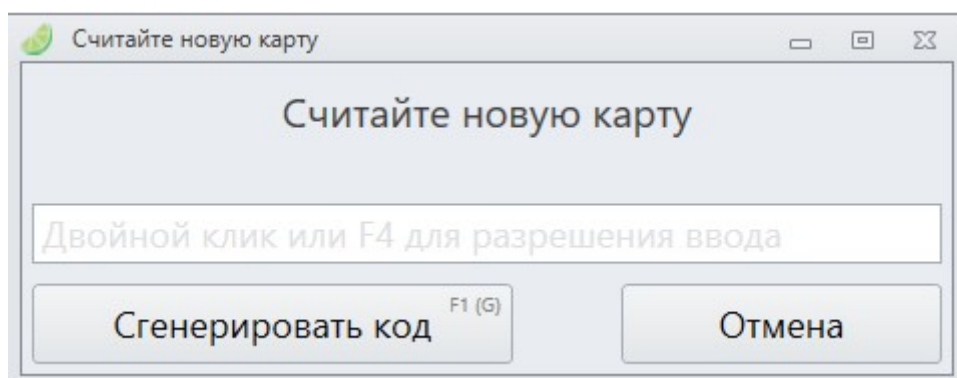 Считайте новую карту
Считайте новую карту
Двойной клик или F4 для разрешения ввода
Сгенерировать код F1 (G)
Отмена